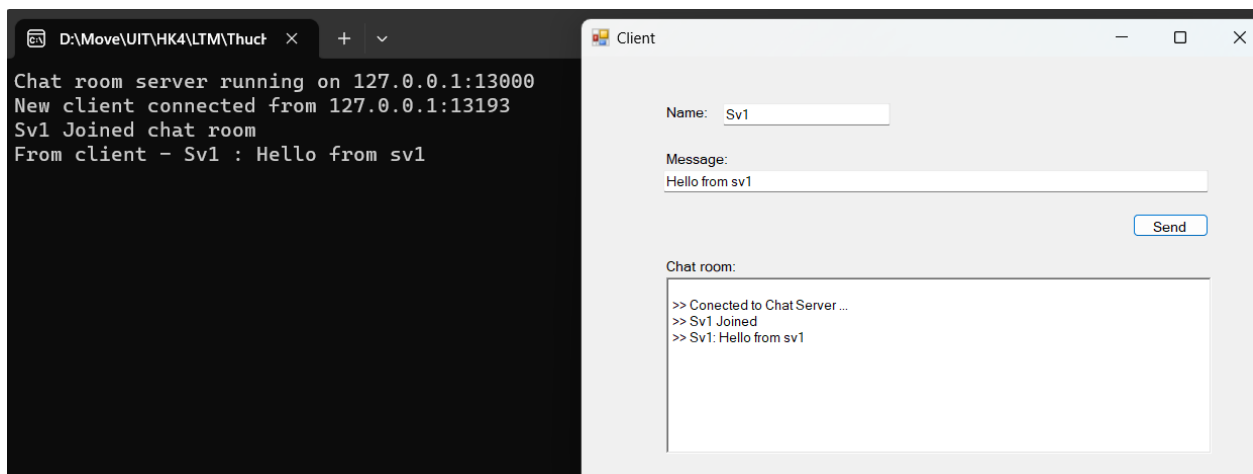 D:\Move\UIT\HK4\LTM\Thuc
Chat room server running on 127.0.0.1:13000
New client connected from 127.0.0.1:13193
Sv1 Joined chat room
From client - Sv1 : Hello from sv1
Client
Name: Sv1
Message:
Hello from sv1
Send
Chat room:
>> Conected to Chat Server ...
>> Sv1 Joined
>> Sv1: Hello from sv1